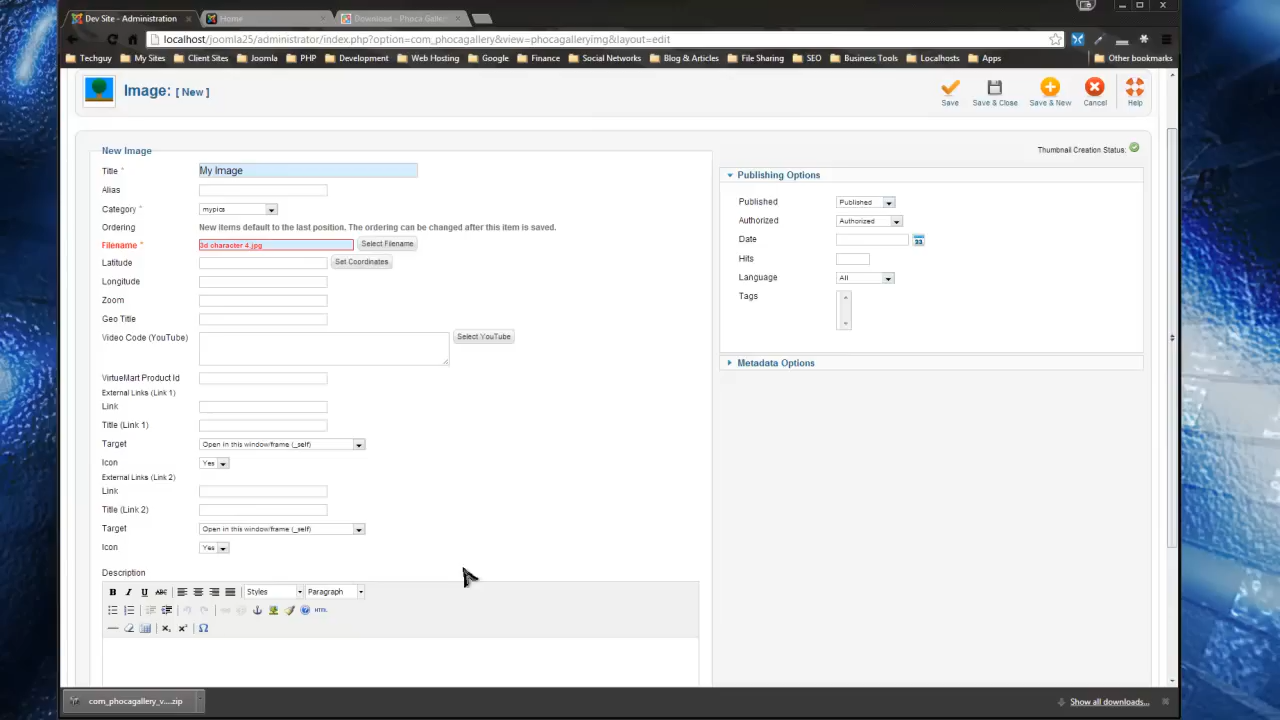 Dev Site - Administration
Home
Download - Phoca Galler
localhost/joomla25/administrator/index.php?option=com_phocagallery&view=phocagalleryimg&layout=edit
Techguy My Sites Client Sites Joomla PHP Development Web Hosting Google Finance Social Networks Blog & Articles File Sharing SEO Business Tools Localhosts Apps Other bookmarks
Image: [ New ]
Save Save & Close Save & New Cancel Help
New Image
Thumbnail Creation Status:
Title * My Image
Alias
Category * mypics
Ordering New items default to the last position. The ordering can be changed after this item is saved.
Filename * 3d character 4.jpg Select Filename
Latitude Set Coordinates
Longitude
Zoom
Geo Title
Video Code (YouTube) Select YouTube
VirtueMart Product Id
External Links (Link 1)
Link
Title (Link 1)
Target Open in this window/frame (_self)
Icon Yes
External Links (Link 2)
Link
Title (Link 2)
Target Open in this window/frame (_self)
Icon Yes
Description
B I U ABC Styles Paragraph
HTML
Publishing Options
Published Published
Authorized Authorized
Date 23
Hits
Language All
Tags
Metadata Options
com_phocagallery_v....zip
Show all downloads...